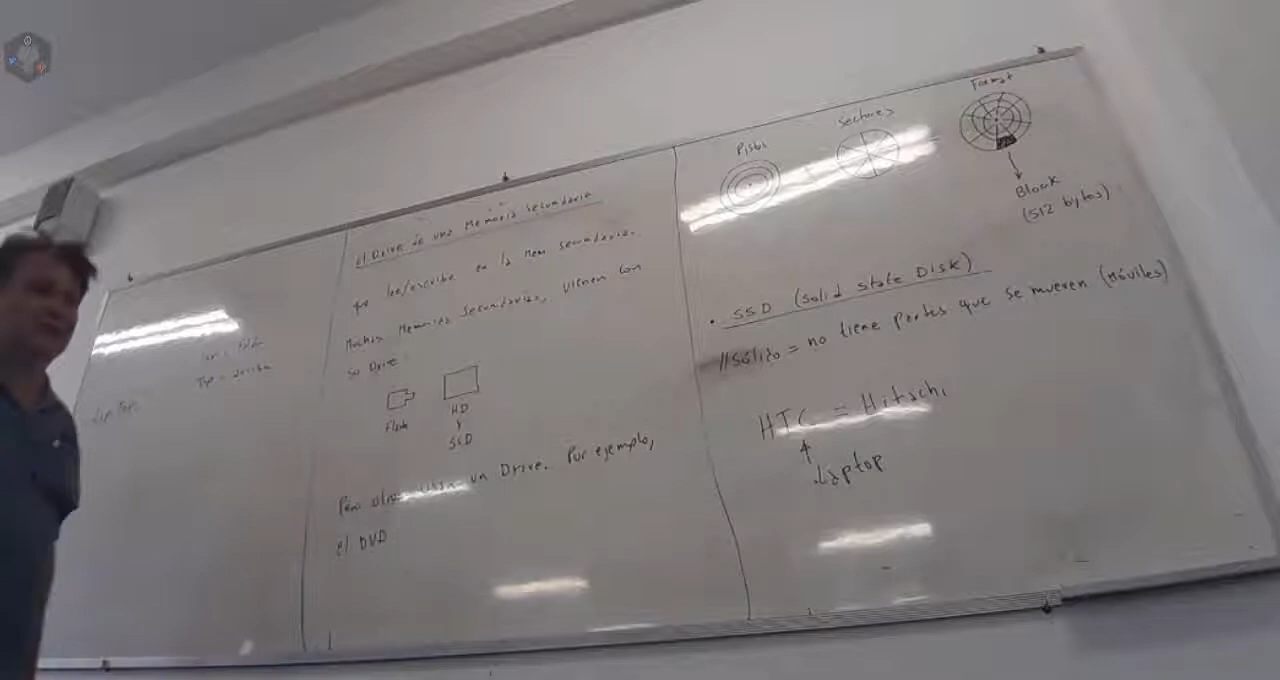 El Drive de una Memoria Secundaria
que lee/escribe en la mem secundaria.
Muchas Memorias Secundarias, vienen con
su Drive
Flash
HD
y
SSD
Pero otras un Drive. Por ejemplo,
el DVD
Pistas
Sectores
Format
Block
(512 bytes)
• SSD (Solid State Disk)
//Sólido = no tiene partes que se mueven (Móviles)
HTC = Hitachi
Laptop